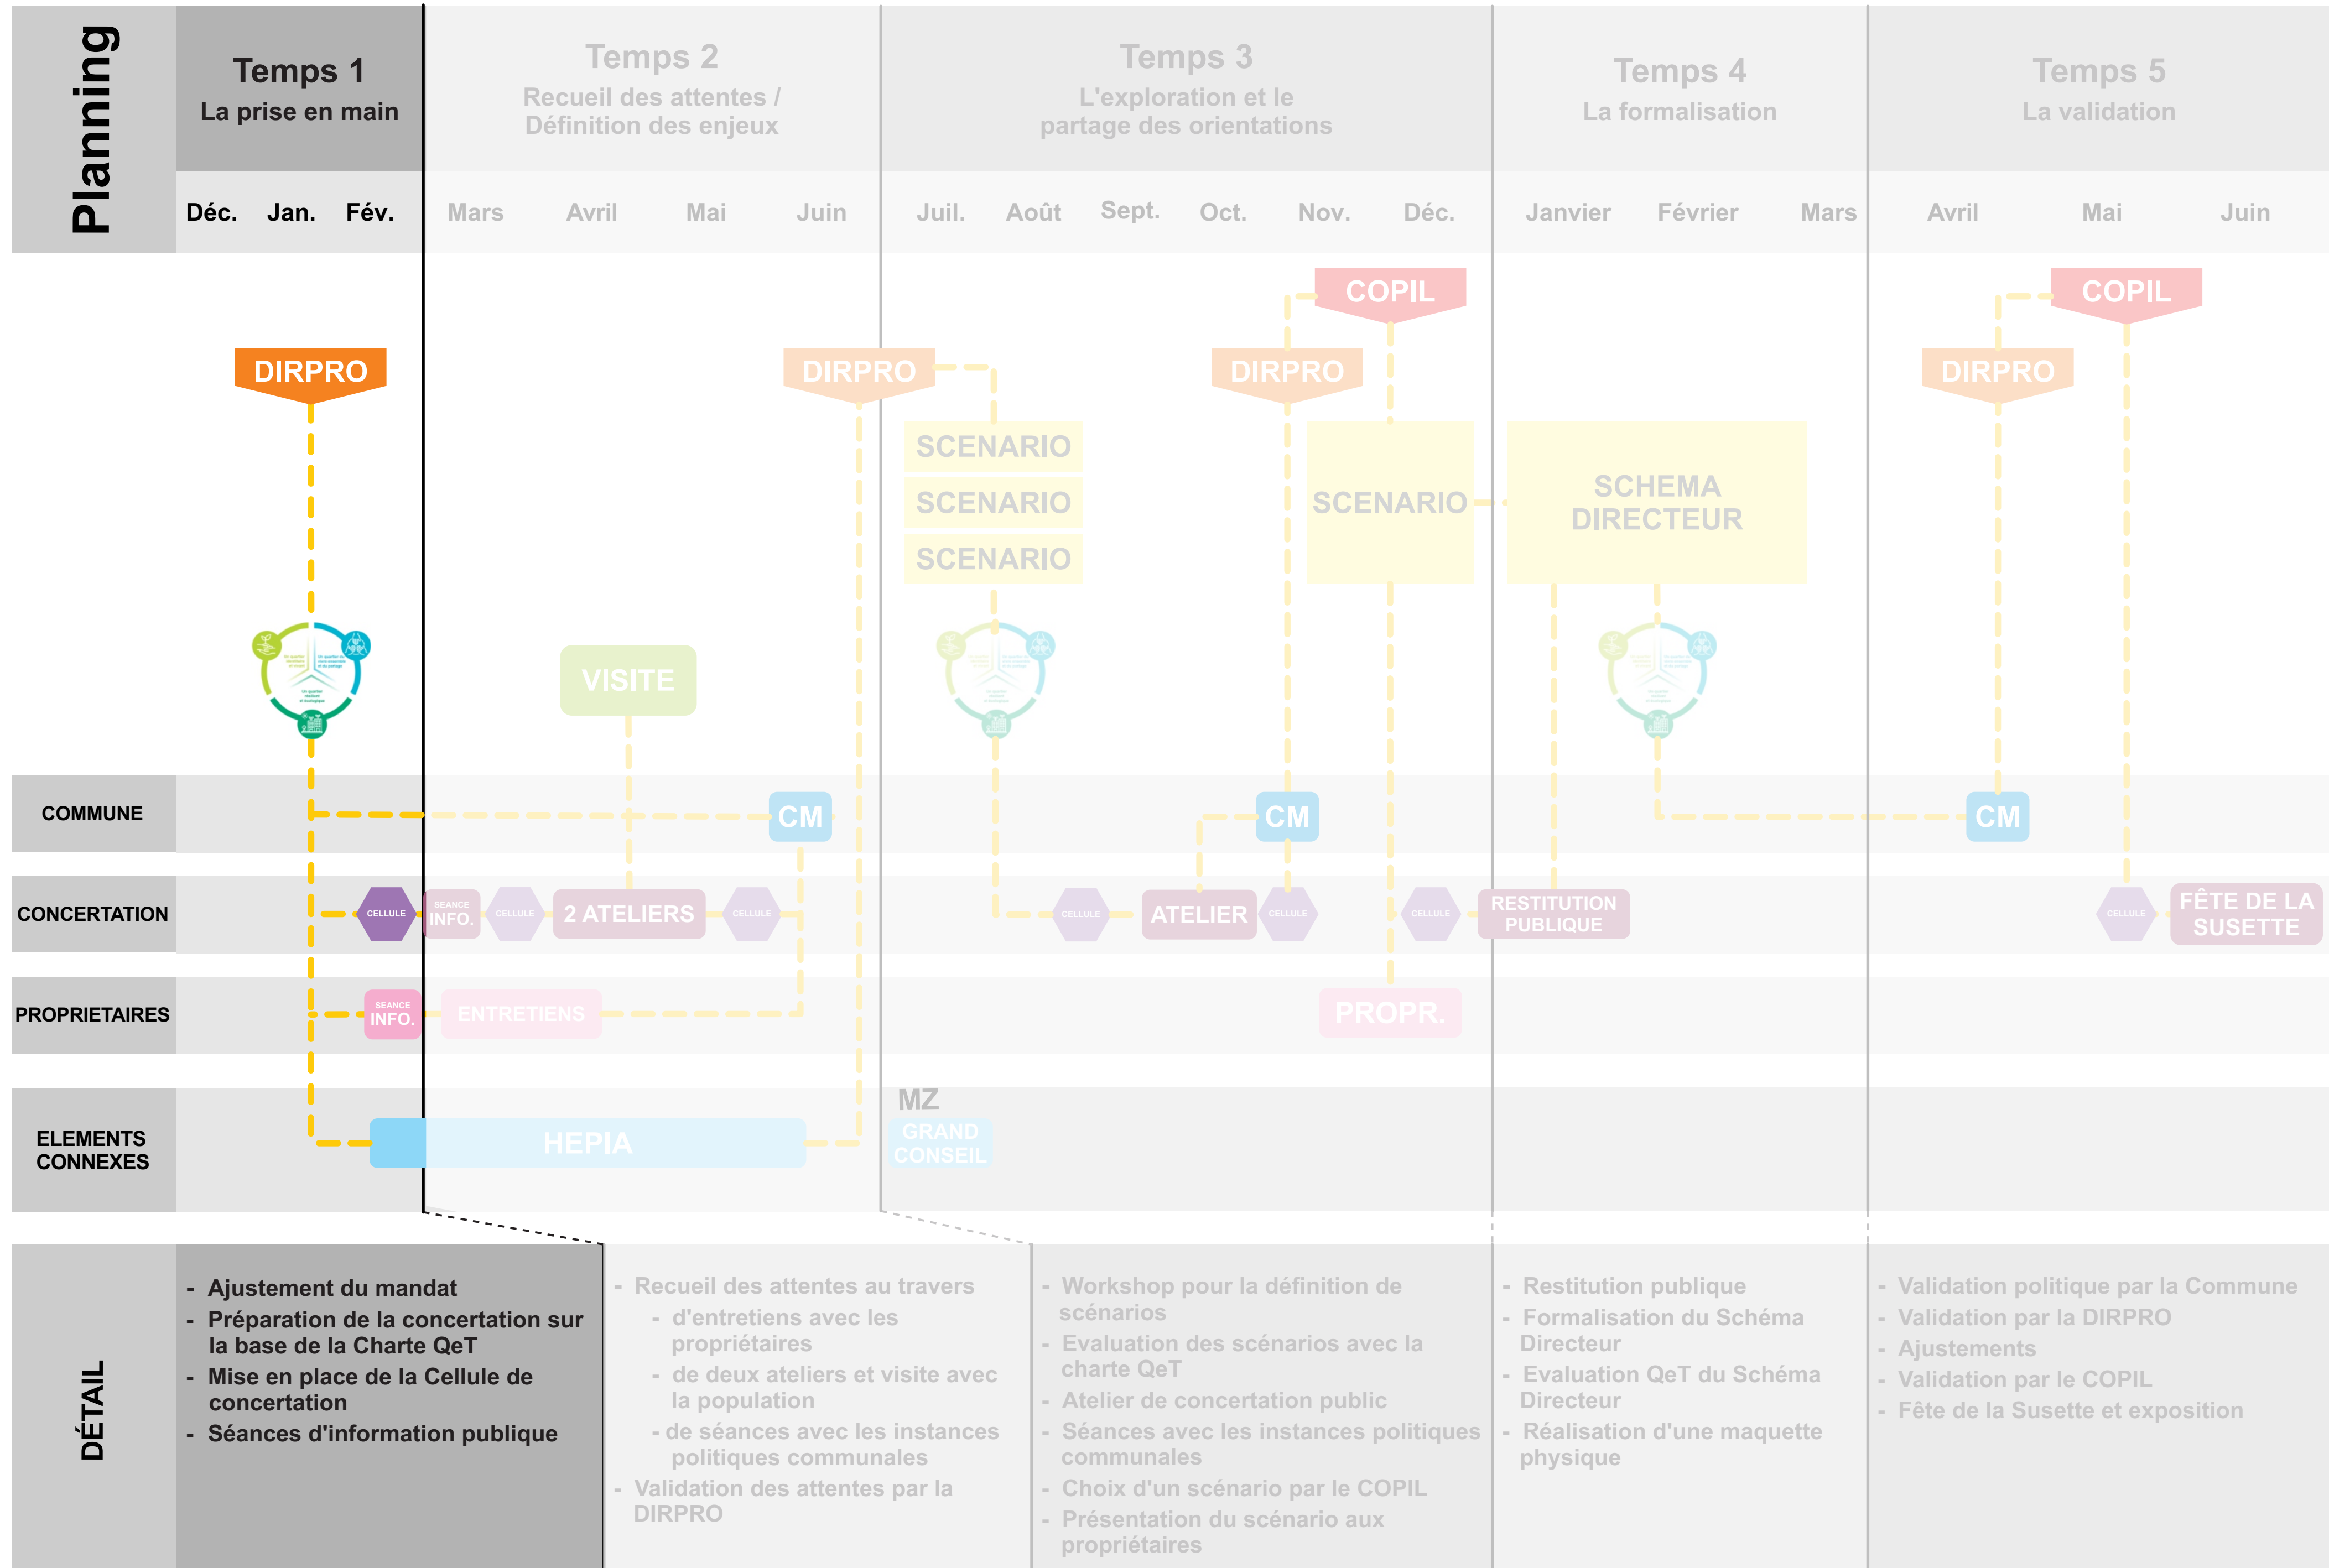 Planning
Temps 1
La prise en main
Temps 2
Recueil des attentes /
Définition des enjeux
Temps 3
L'exploration et le
partage des orientations
Temps 4
La formalisation
Temps 5
La validation
Déc. Jan. Fév. Mars Avril Mai Juin Juil. Août Sept. Oct. Nov. Déc. Janvier Février Mars Avril Mai Juin
COPIL COPIL
DIRPRO DIRPRO DIRPRO DIRPRO
SCENARIO
SCENARIO
SCENARIO
SCENARIO
SCHEMA
DIRECTEUR
VISITE
COMMUNE
CM CM CM
CONCERTATION
CELLULE
SEANCE
INFO.
CELLULE
2 ATELIERS
CELLULE
CELLULE
ATELIER
CELLULE
CELLULE
RESTITUTION
PUBLIQUE
CELLULE
FÊTE DE LA
SUSETTE
PROPRIETAIRES
SEANCE
INFO.
ENTRETIENS
PROPR.
ELEMENTS
CONNEXES
HEPIA
MZ
GRAND
CONSEIL
DÉTAIL
- Ajustement du mandat
- Préparation de la concertation sur
la base de la Charte QeT
- Mise en place de la Cellule de
concertation
- Séances d'information publique
- Recueil des attentes au travers
- d'entretiens avec les
propriétaires
- de deux ateliers et visite avec
la population
- de séances avec les instances
politiques communales
- Validation des attentes par la
DIRPRO
- Workshop pour la définition de
scénarios
- Evaluation des scénarios avec la
charte QeT
- Atelier de concertation public
- Séances avec les instances politiques
communales
- Choix d'un scénario par le COPIL
- Présentation du scénario aux
propriétaires
- Restitution publique
- Formalisation du Schéma
Directeur
- Evaluation QeT du Schéma
Directeur
- Réalisation d'une maquette
physique
- Validation politique par la Commune
- Validation par la DIRPRO
- Ajustements
- Validation par le COPIL
- Fête de la Susette et exposition